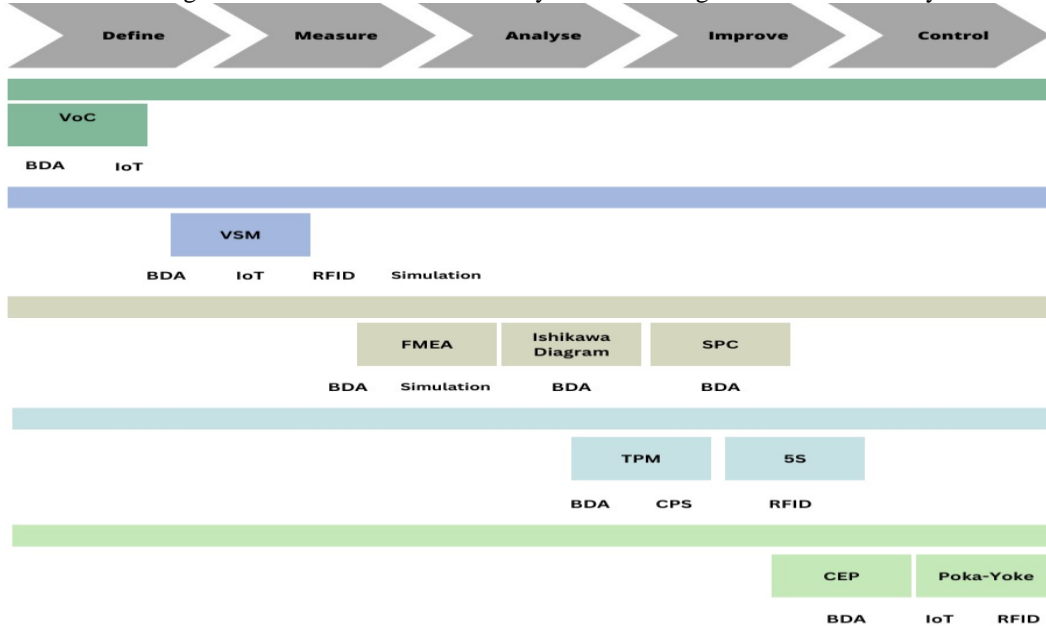 Define Measure Analyse Improve Control
VoC
BDA IoT
VSM
BDA IoT RFID Simulation
FMEA Ishikawa Diagram SPC
BDA Simulation BDA BDA
TPM 5S
BDA CPS RFID
CEP Poka-Yoke
BDA IoT RFID